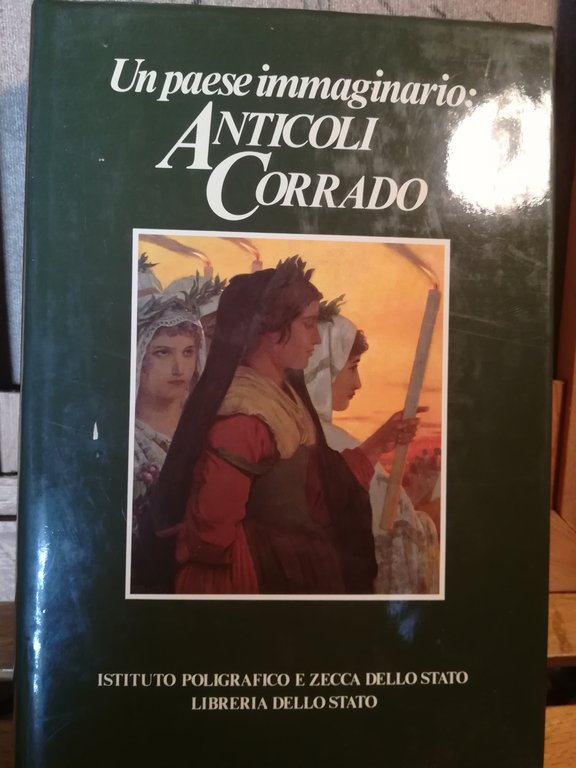 Un paese immaginario:
ANTICOLI
CORRADO
ISTITUTO POLIGRAFICO E ZECCA DELLO STATO
LIBRERIA DELLO STATO